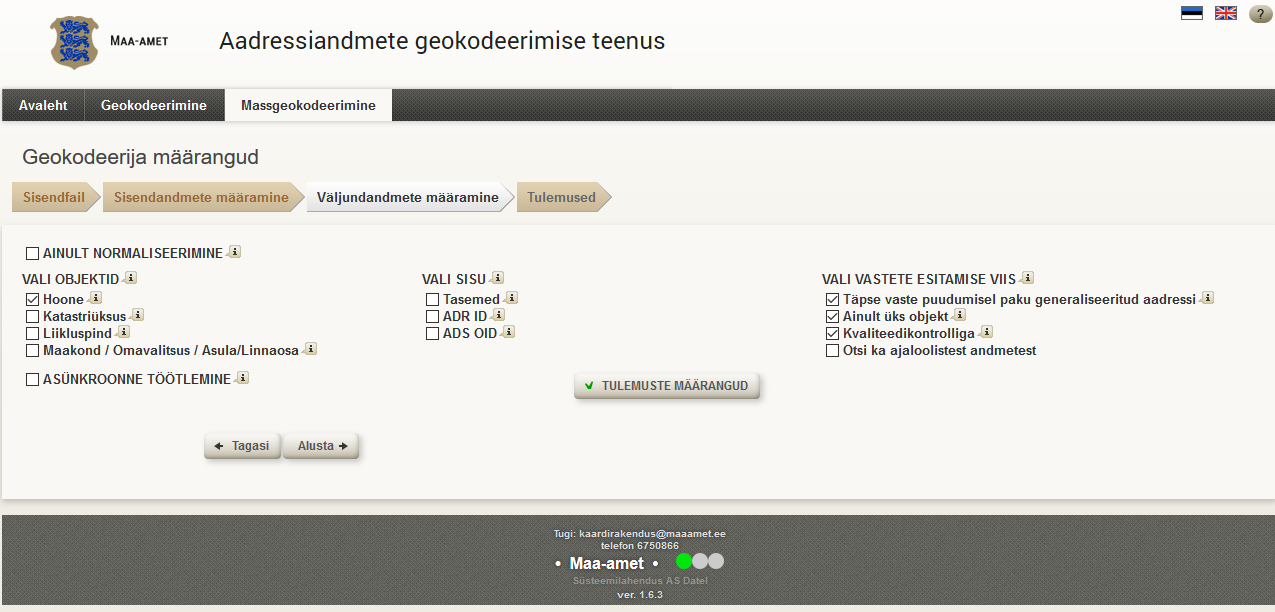 ?
MAA-AMET
Aadressiandmete geokodeerimise teenus
Avaleht Geokodeerimine Massgeokodeerimine
Geokodeerija määrangud
Sisendfail Sisendandmete määramine Väljundandmete määramine Tulemused
AINULT NORMALISEERIMINE i
VALI OBJEKTID i
Hoone i
Katastriüksus i
Liikluspind i
Maakond / Omavalitsus / Asula/Linnaosa i
ASÜNKROONNE TÖÖTLEMINE i
VALI SISU i
Tasemed i
ADR ID i
ADS OID i
VALI VASTETE ESITAMISE VIIS i
Täpse vaste puudumisel paku generaliseeritud aadressi i
Ainult üks objekt i
Kvaliteedikontrolliga i
Otsi ka ajaloolistest andmetest
TULEMUSTE MÄÄRANGUD
Tagasi Alusta
Tugi: kaardirakendus@maaamet.ee
telefon 6750866
• Maa-amet •
Süsteemilahendus AS Datel
ver. 1.6.3